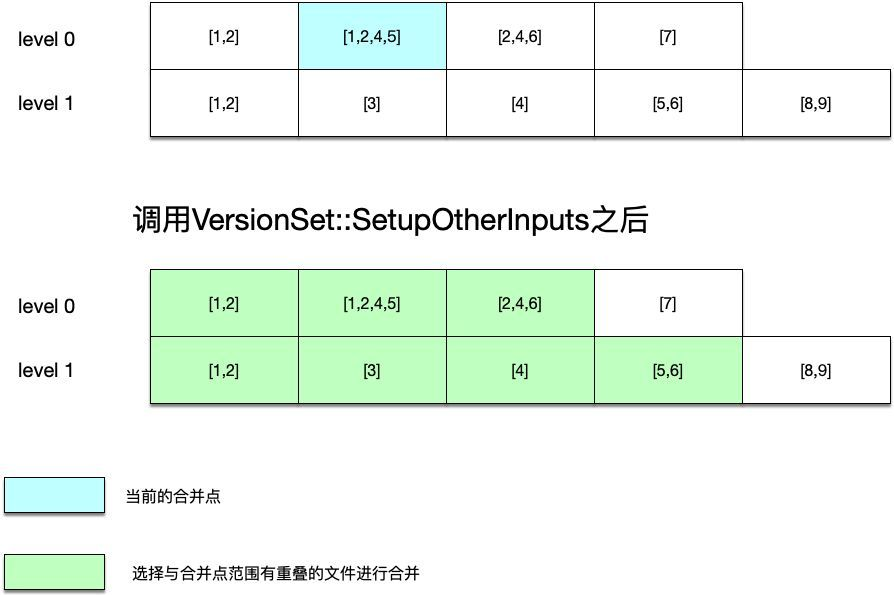 level 0 [1,2] [1,2,4,5] [2,4,6] [7]
level 1 [1,2] [3] [4] [5,6] [8,9]
调用VersionSet::SetupOtherInputs之后
level 0 [1,2] [1,2,4,5] [2,4,6] [7]
level 1 [1,2] [3] [4] [5,6] [8,9]
当前的合并点
选择与合并点范围有重叠的文件进行合并